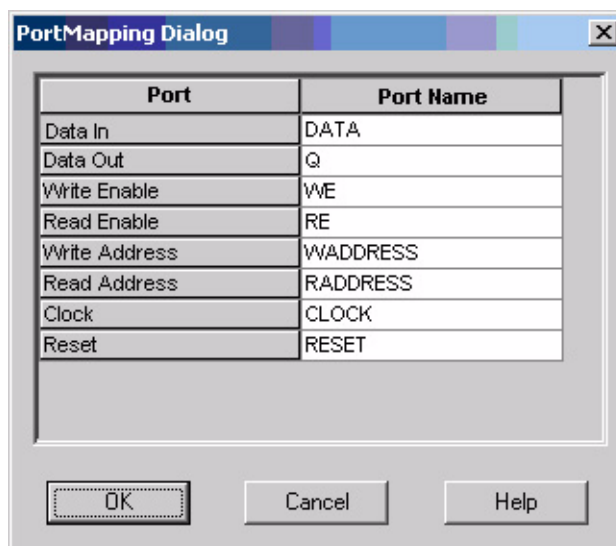 PortMapping Dialog
Port Port Name
Data In DATA
Data Out Q
Write Enable WE
Read Enable RE
Write Address WADDRESS
Read Address RADDRESS
Clock CLOCK
Reset RESET
OK Cancel Help